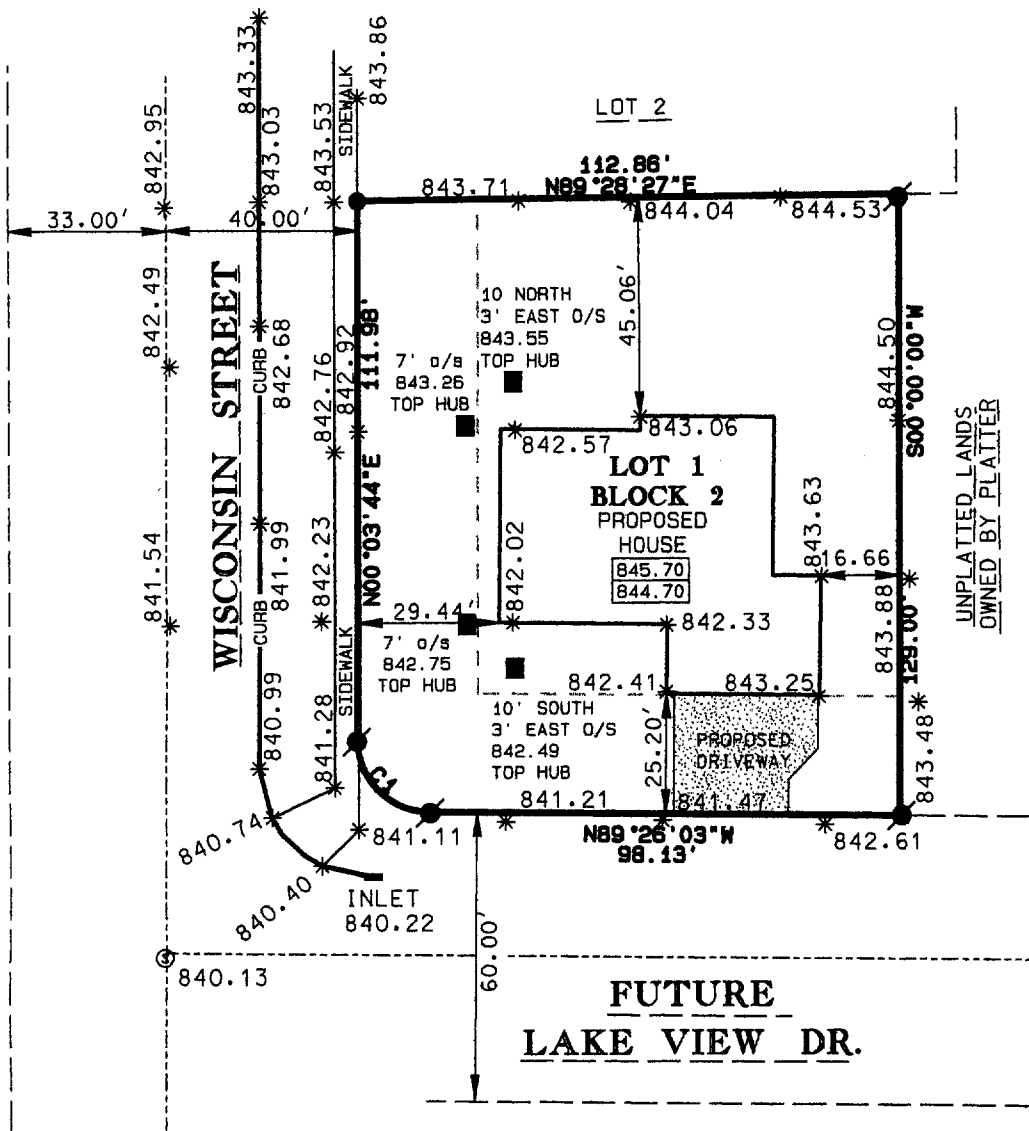 843.33
843.86
SIDEWALK
842.95
843.03
843.53
LOT 2
112.86'
N89°28'27"E
843.71
844.04
844.53
33.00'
40.00'
WISCONSIN STREET
842.49
CURB
842.68
842.76
842.92
111.98'
N00°03'44"E
10 NORTH
3' EAST O/S
843.55
TOP HUB
7' o/s
843.26
TOP HUB
45.06'
844.50
S00°00'00"W
129.00'
UNPLATTED LANDS
OWNED BY PLATTER
842.57
843.06
LOT 1
BLOCK 2
PROPOSED
HOUSE
845.70
844.70
843.63
16.66
843.88
841.54
841.99
CURB
842.23
842.02
29.44'
7' o/s
842.75
TOP HUB
842.33
SIDEWALK
840.99
841.28
842.41
843.25
10' SOUTH
3' EAST O/S
842.49
TOP HUB
25.20'
PROPOSED
DRIVEWAY
843.48
C1
841.21
841.47
N89°26'03"W
98.13'
842.61
840.74
841.11
840.40
INLET
840.22
840.13
60.00'
FUTURE
LAKE VIEW DR.